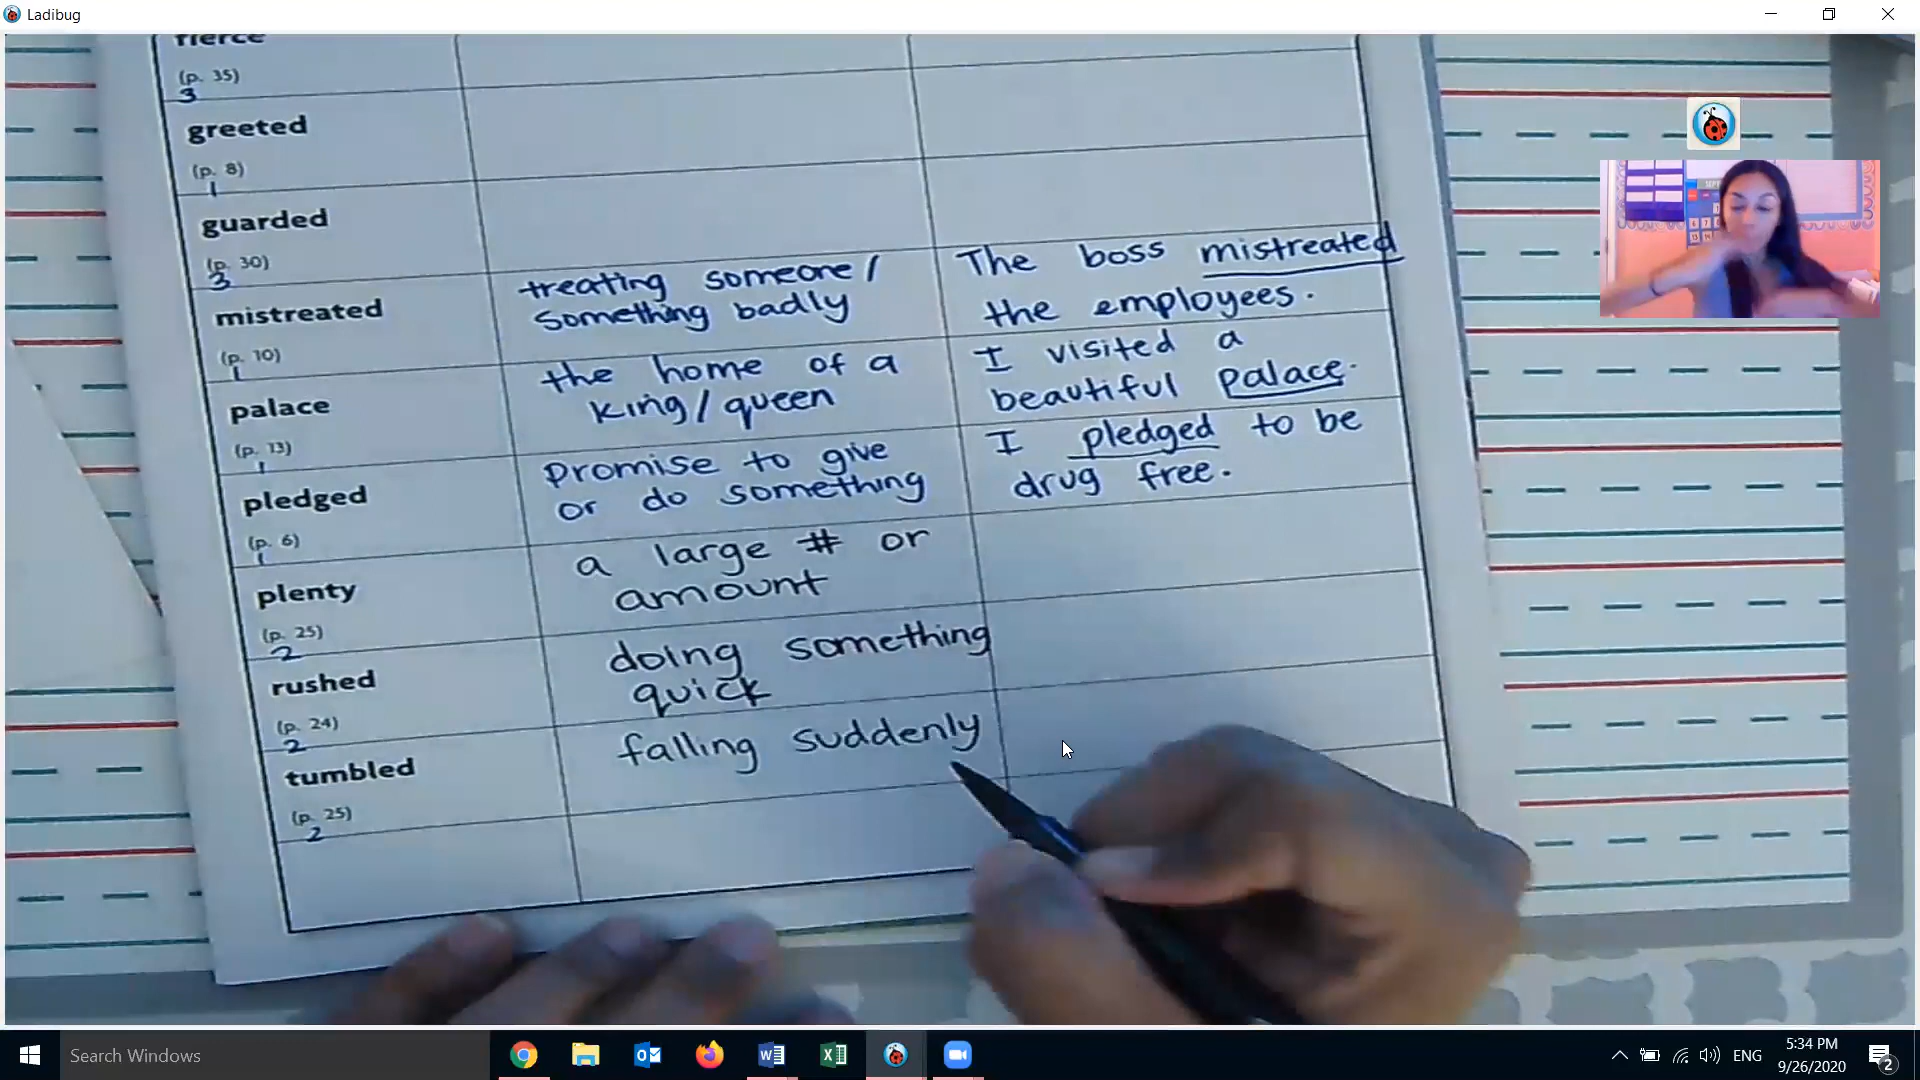 Ladibug
fierce
(p. 35)
3
greeted
(p. 8)
1
guarded
(p. 30)
3
mistreated
(p. 10)
1
treating someone/
something badly
The boss mistreated
the employees.
palace
(p. 13)
1
the home of a
king/queen
I visited a
beautiful palace.
pledged
(p. 6)
1
promise to give
or do something
I pledged to be
drug free.
plenty
(p. 25)
2
a large # or
amount
rushed
(p. 24)
2
doing something
quick
tumbled
(p. 25)
2
falling suddenly
Search Windows
ENG
5:34 PM
9/26/2020
2